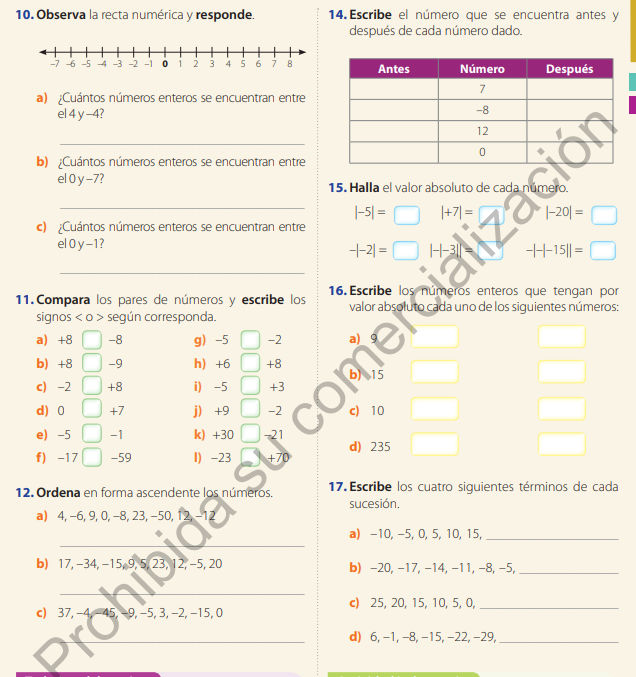 10. Observa la recta numérica y responde.
–7 –6 –5 –4 –3 –2 –1 0 1 2 3 4 5 6 7 8
a) ¿Cuántos números enteros se encuentran entre
el 4 y –4?
b) ¿Cuántos números enteros se encuentran entre
el 0 y –7?
c) ¿Cuántos números enteros se encuentran entre
el 0 y –1?
11. Compara los pares de números y escribe los
signos < o > según corresponda.
a) +8 –8 g) –5 –2
b) +8 –9 h) +6 +8
c) –2 +8 i) –5 +3
d) 0 +7 j) +9 –2
e) –5 –1 k) +30 –21
f) –17 –59 l) –23 +70
12. Ordena en forma ascendente los números.
a) 4, –6, 9, 0, –8, 23, –50, 12, –12
b) 17, –34, –15, 9, 5, 23, 12, –5, 20
c) 37, –4, –45, –9, –5, 3, –2, –15, 0
14. Escribe el número que se encuentra antes y
después de cada número dado.
Antes Número Después
7
–8
12
0
15. Halla el valor absoluto de cada número.
|–5| = |+7| = |–20| =
–|–2| = |–|–3|| = –|–|–15|| =
16. Escribe los números enteros que tengan por
valor absoluto cada uno de los siguientes números:
a) 9
b) 15
c) 10
d) 235
17. Escribe los cuatro siguientes términos de cada
sucesión.
a) –10, –5, 0, 5, 10, 15,
b) –20, –17, –14, –11, –8, –5,
c) 25, 20, 15, 10, 5, 0,
d) 6, –1, –8, –15, –22, –29,
Prohibida su comercialización